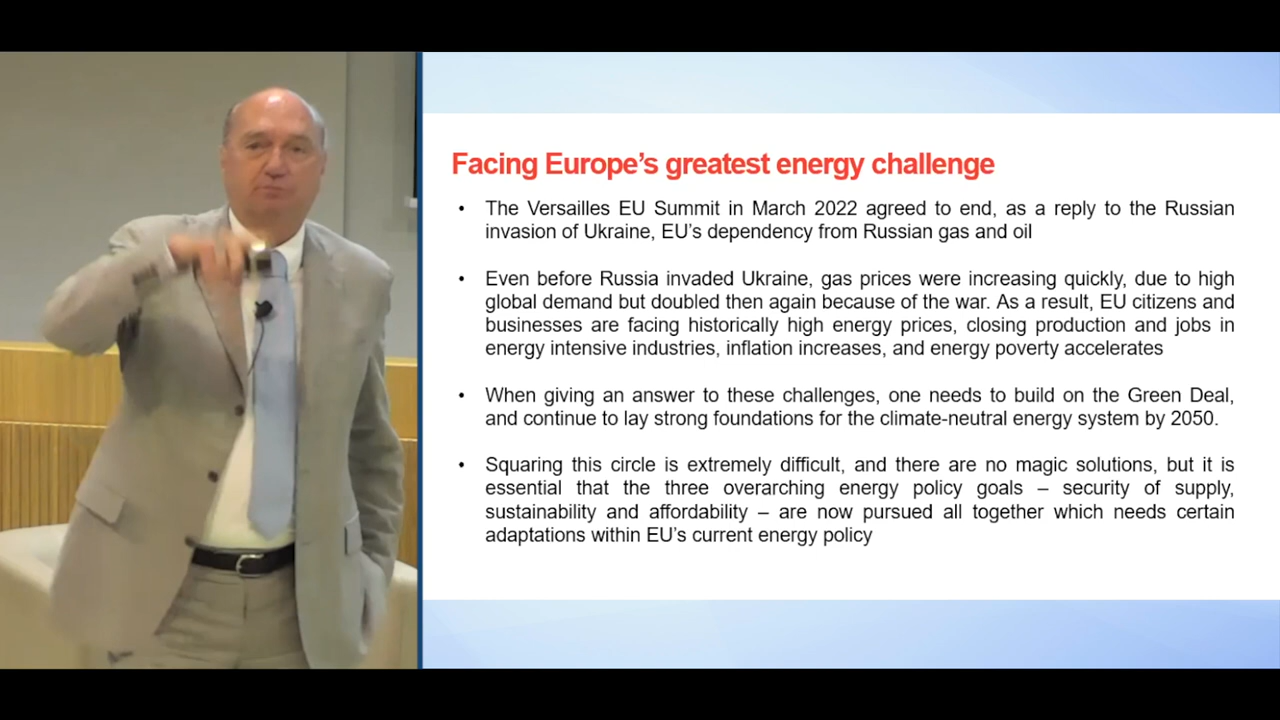 Facing Europe’s greatest energy challenge
• The Versailles EU Summit in March 2022 agreed to end, as a reply to the Russian
invasion of Ukraine, EU’s dependency from Russian gas and oil
• Even before Russia invaded Ukraine, gas prices were increasing quickly, due to high
global demand but doubled then again because of the war. As a result, EU citizens and
businesses are facing historically high energy prices, closing production and jobs in
energy intensive industries, inflation increases, and energy poverty accelerates
• When giving an answer to these challenges, one needs to build on the Green Deal,
and continue to lay strong foundations for the climate-neutral energy system by 2050.
• Squaring this circle is extremely difficult, and there are no magic solutions, but it is
essential that the three overarching energy policy goals – security of supply,
sustainability and affordability – are now pursued all together which needs certain
adaptations within EU’s current energy policy